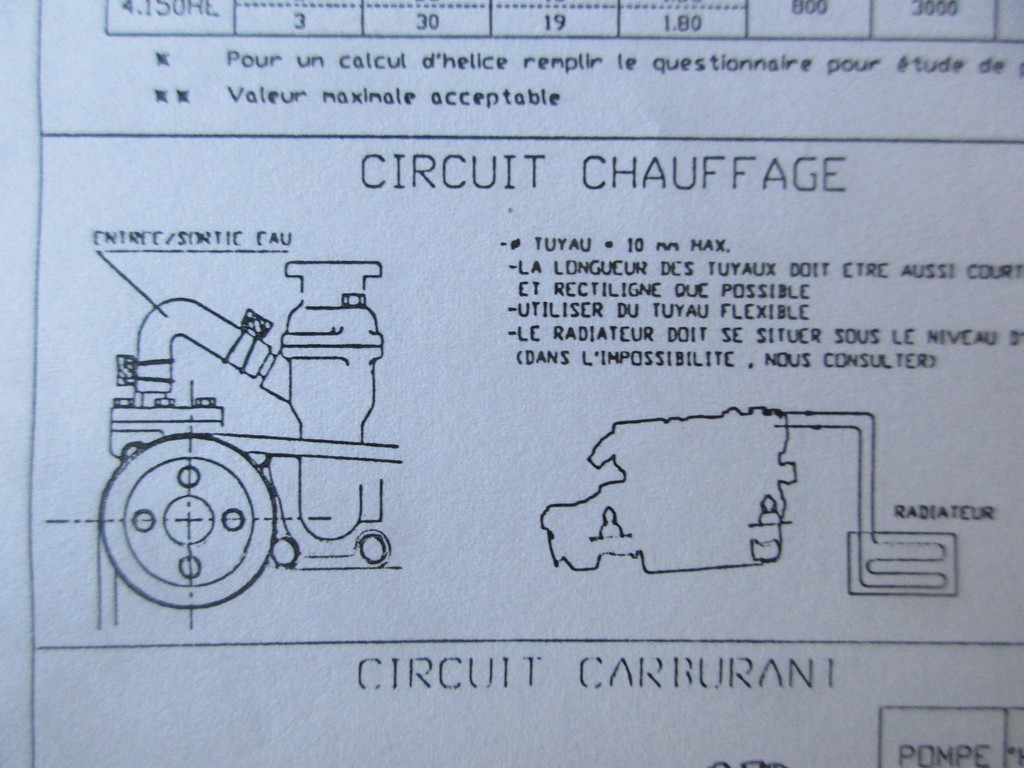 4.150HE 3 30 19 1.80 800 3000
* Pour un calcul d'helice remplir le questionnaire pour étude de
** Valeur maximale acceptable
CIRCUIT CHAUFFAGE
ENTREE/SORTIE EAU
-ø TUYAU = 10 mm MAX.
-LA LONGUEUR DES TUYAUX DOIT ETRE AUSSI COURT
ET RECTILIGNE QUE POSSIBLE
-UTILISER DU TUYAU FLEXIBLE
-LE RADIATEUR DOIT SE SITUER SOUS LE NIVEAU D'
(DANS L'IMPOSSIBILITE , NOUS CONSULTER)
RADIATEUR
CIRCUIT CARBURANT
POMPE